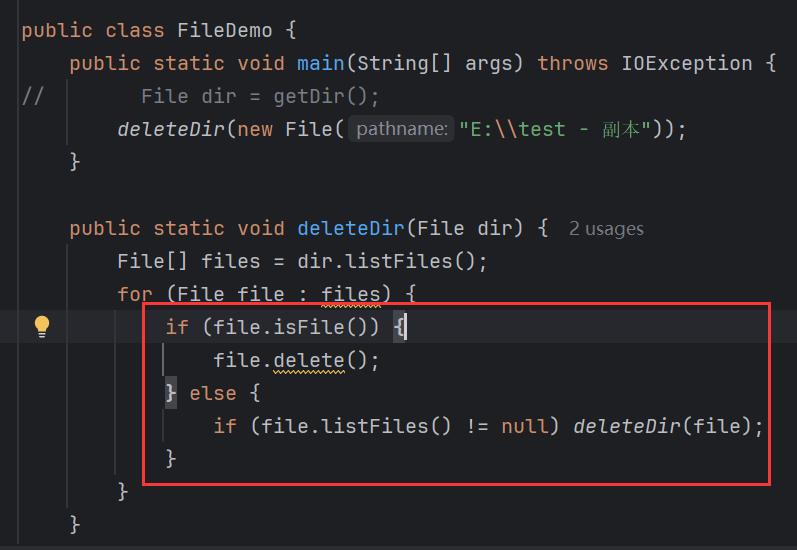 public class FileDemo {
    public static void main(String[] args) throws IOException {
//        File dir = getDir();
        deleteDir(new File( pathname: "E:\\test - 副本"));
    }

    public static void deleteDir(File dir) { 2 usages
        File[] files = dir.listFiles();
        for (File file : files) {
            if (file.isFile()) {
                file.delete();
            } else {
                if (file.listFiles() != null) deleteDir(file);
            }
        }
    }